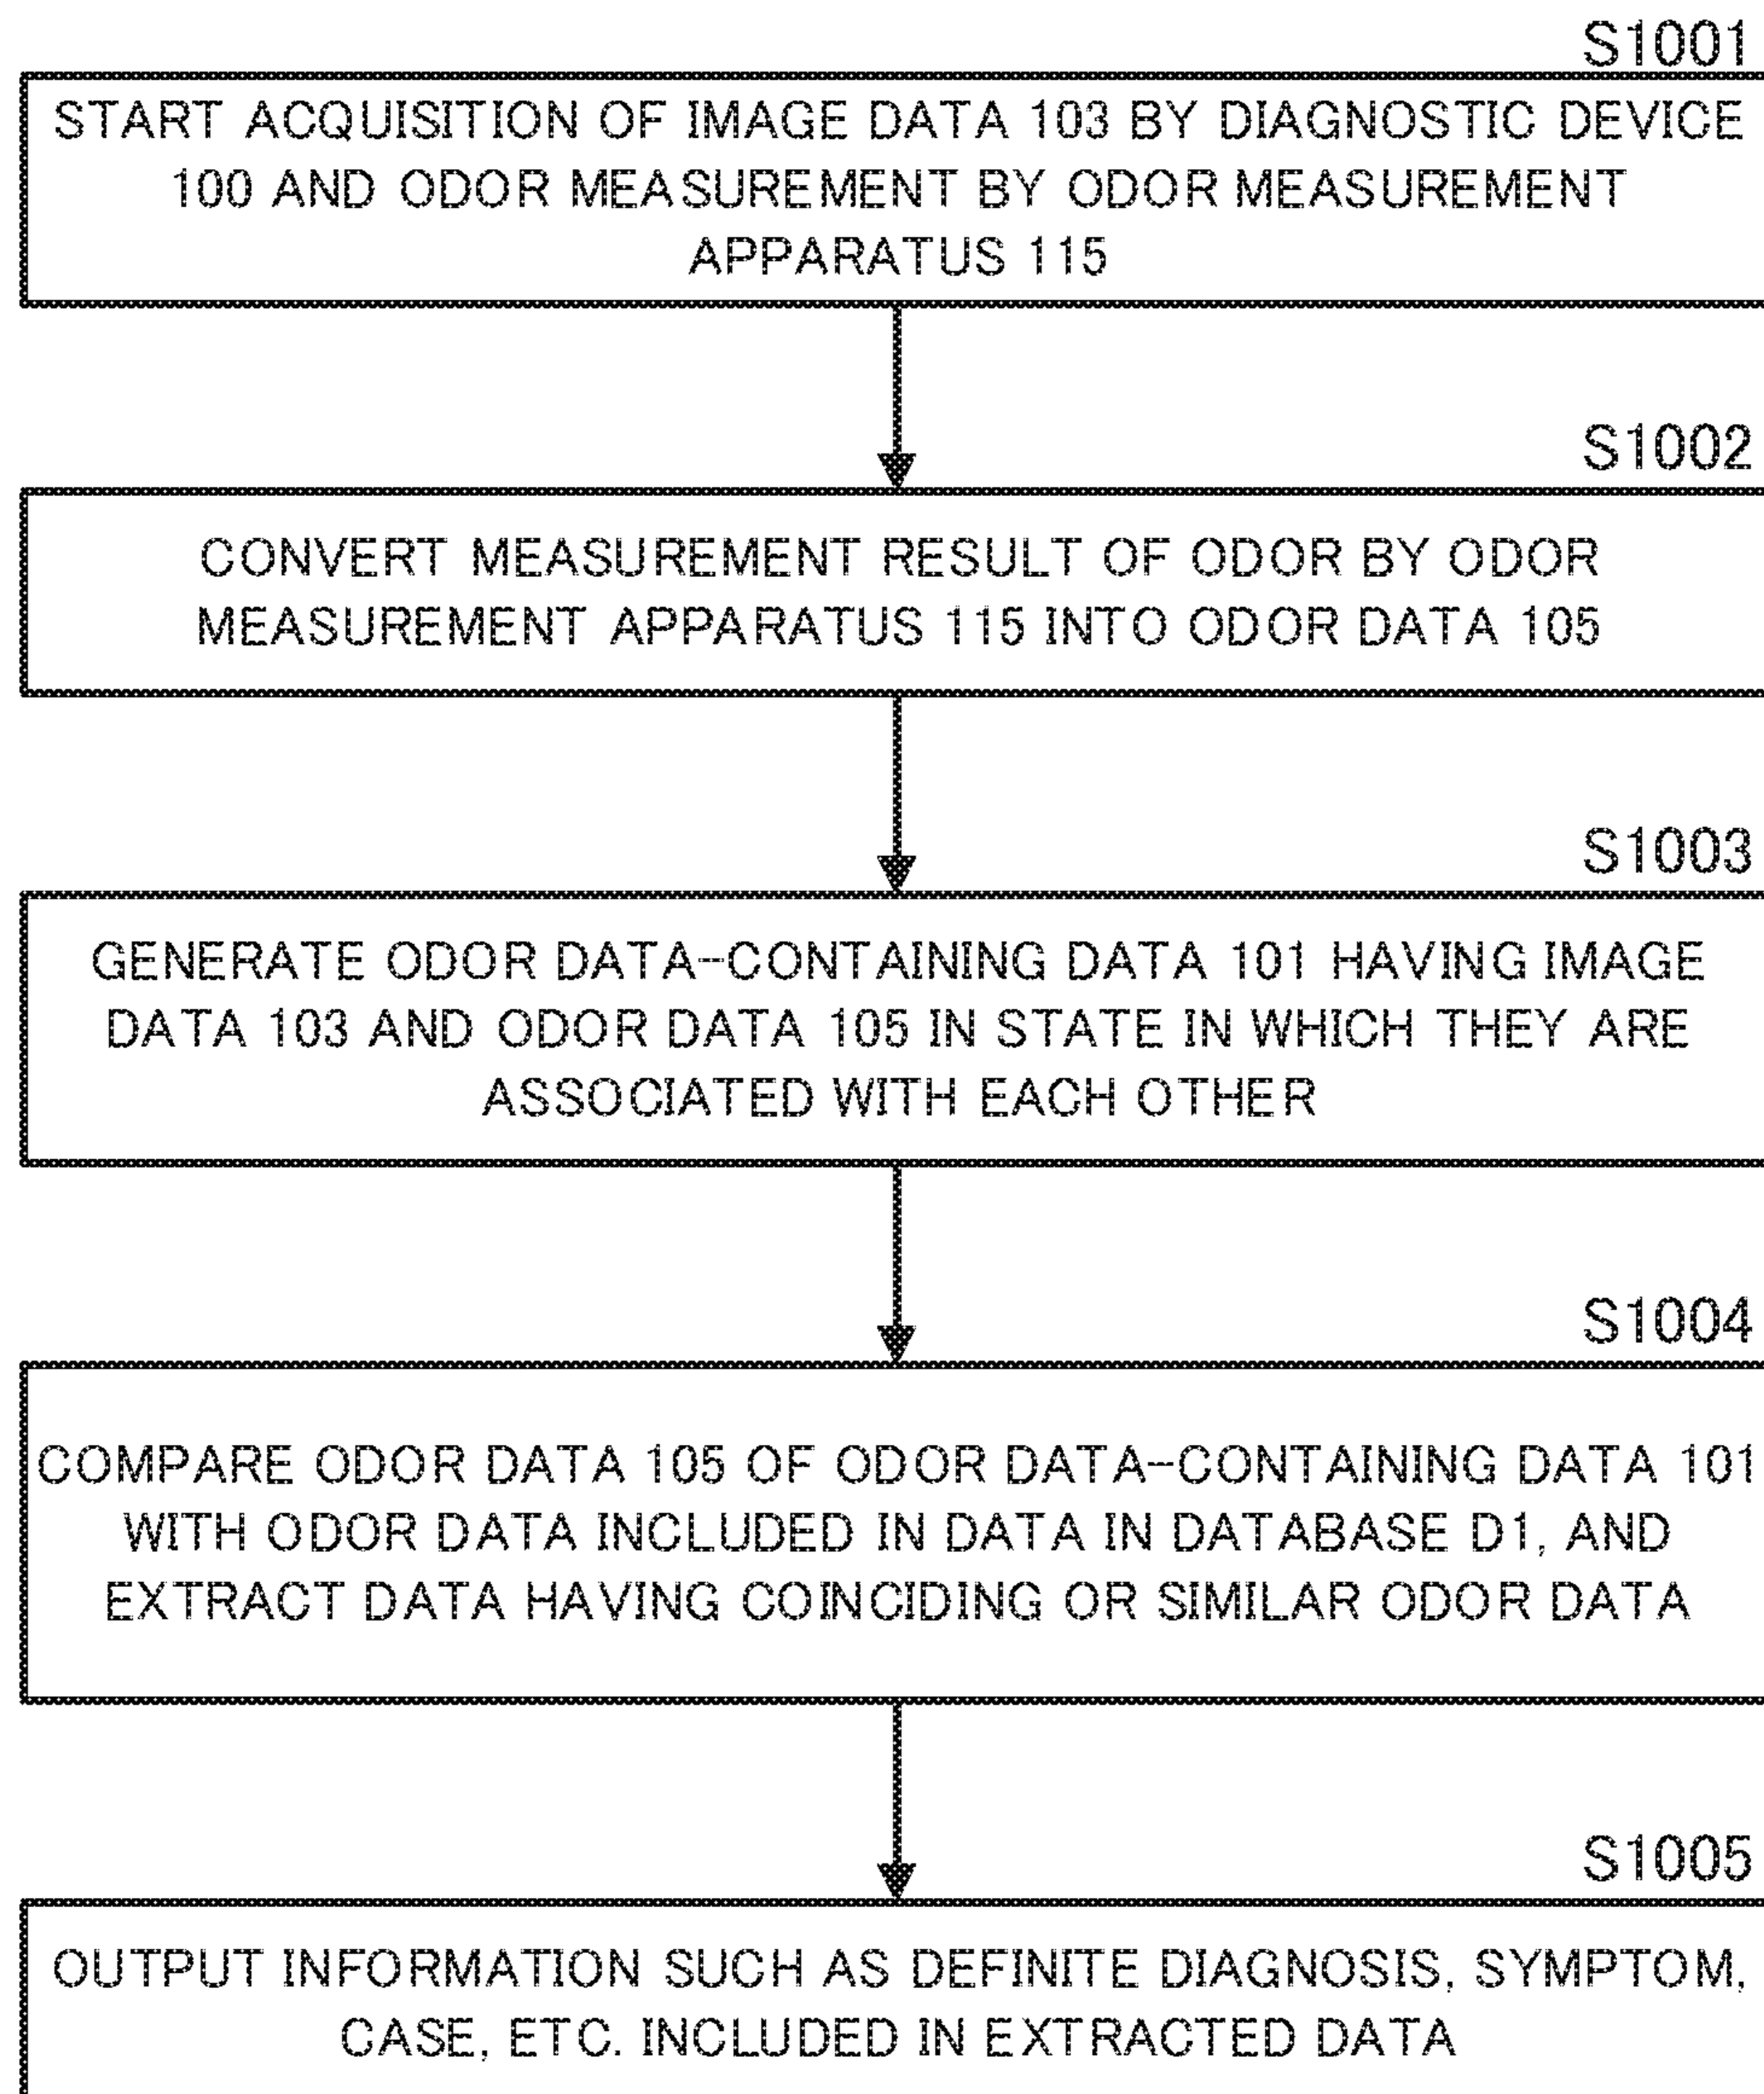 S1001
START ACQUISITION OF IMAGE DATA 103 BY DIAGNOSTIC DEVICE
100 AND ODOR MEASUREMENT BY ODOR MEASUREMENT
APPARATUS 115
S1002
CONVERT MEASUREMENT RESULT OF ODOR BY ODOR
MEASUREMENT APPARATUS 115 INTO ODOR DATA 105
S1003
GENERATE ODOR DATA-CONTAINING DATA 101 HAVING IMAGE
DATA 103 AND ODOR DATA 105 IN STATE IN WHICH THEY ARE
ASSOCIATED WITH EACH OTHER
S1004
COMPARE ODOR DATA 105 OF ODOR DATA-CONTAINING DATA 101
WITH ODOR DATA INCLUDED IN DATA IN DATABASE D1, AND
EXTRACT DATA HAVING COINCIDING OR SIMILAR ODOR DATA
S1005
OUTPUT INFORMATION SUCH AS DEFINITE DIAGNOSIS, SYMPTOM,
CASE, ETC. INCLUDED IN EXTRACTED DATA